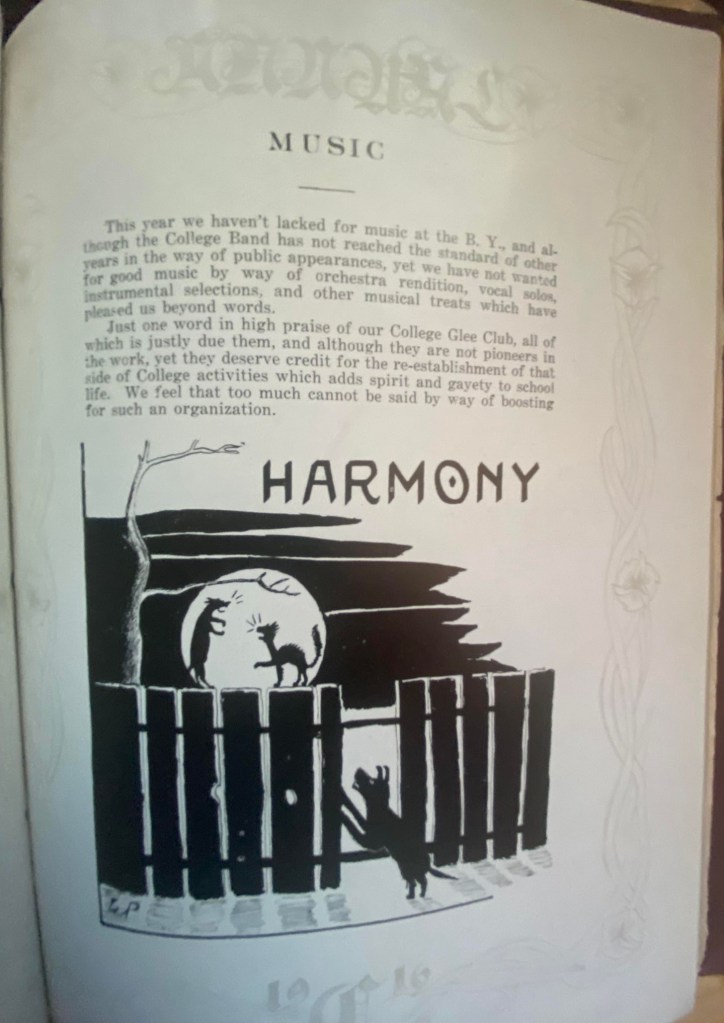 MUSIC
This year we haven't lacked for music at the B. Y., and al-
though the College Band has not reached the standard of other
years in the way of public appearances, yet we have not wanted
for good music by way of orchestra rendition, vocal solos,
instrumental selections, and other musical treats which have
pleased us beyond words.
Just one word in high praise of our College Glee Club, all of
which is justly due them, and although they are not pioneers in
the work, yet they deserve credit for the re-establishment of that
side of College activities which adds spirit and gayety to school
life. We feel that too much cannot be said by way of boosting
for such an organization.
HARMONY